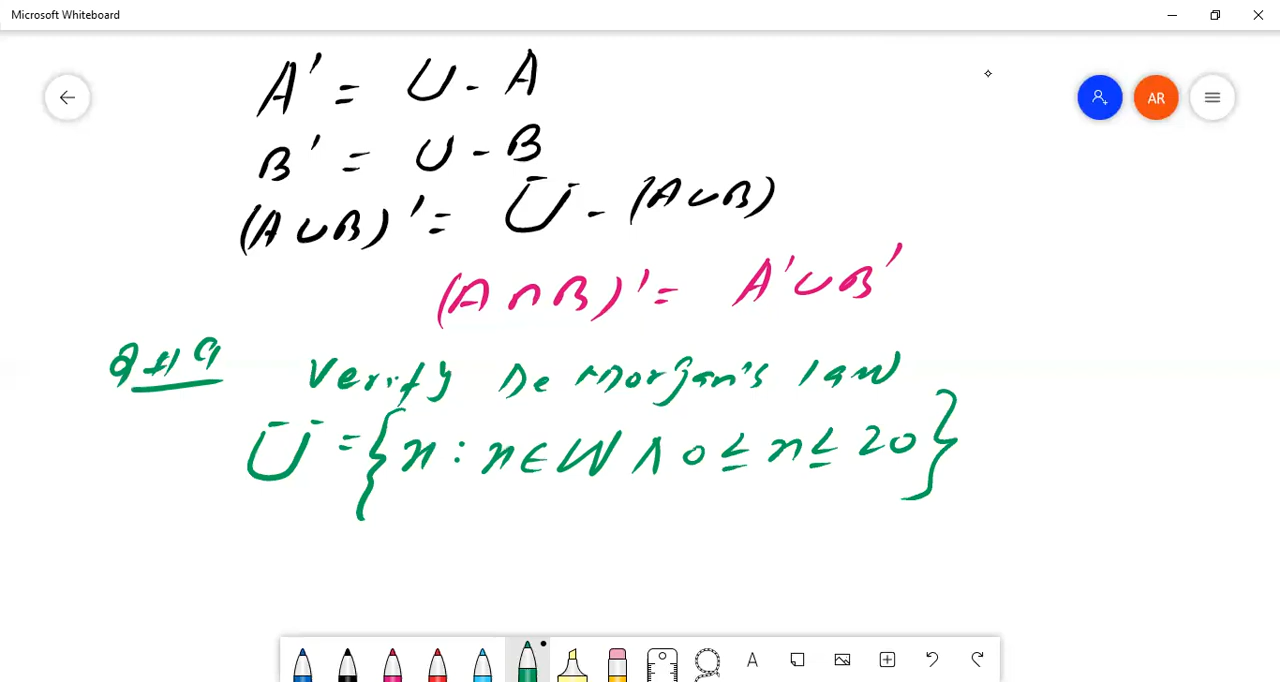 Microsoft Whiteboard
AR
A' = U - A
B' = U - B
(A∪B)' = U - (A∪B)
(A∩B)' = A'∪B'
Q#9 Verify De Morgan's law
U = {n : n ∈ W ∧ 0 ≤ n ≤ 20}
A